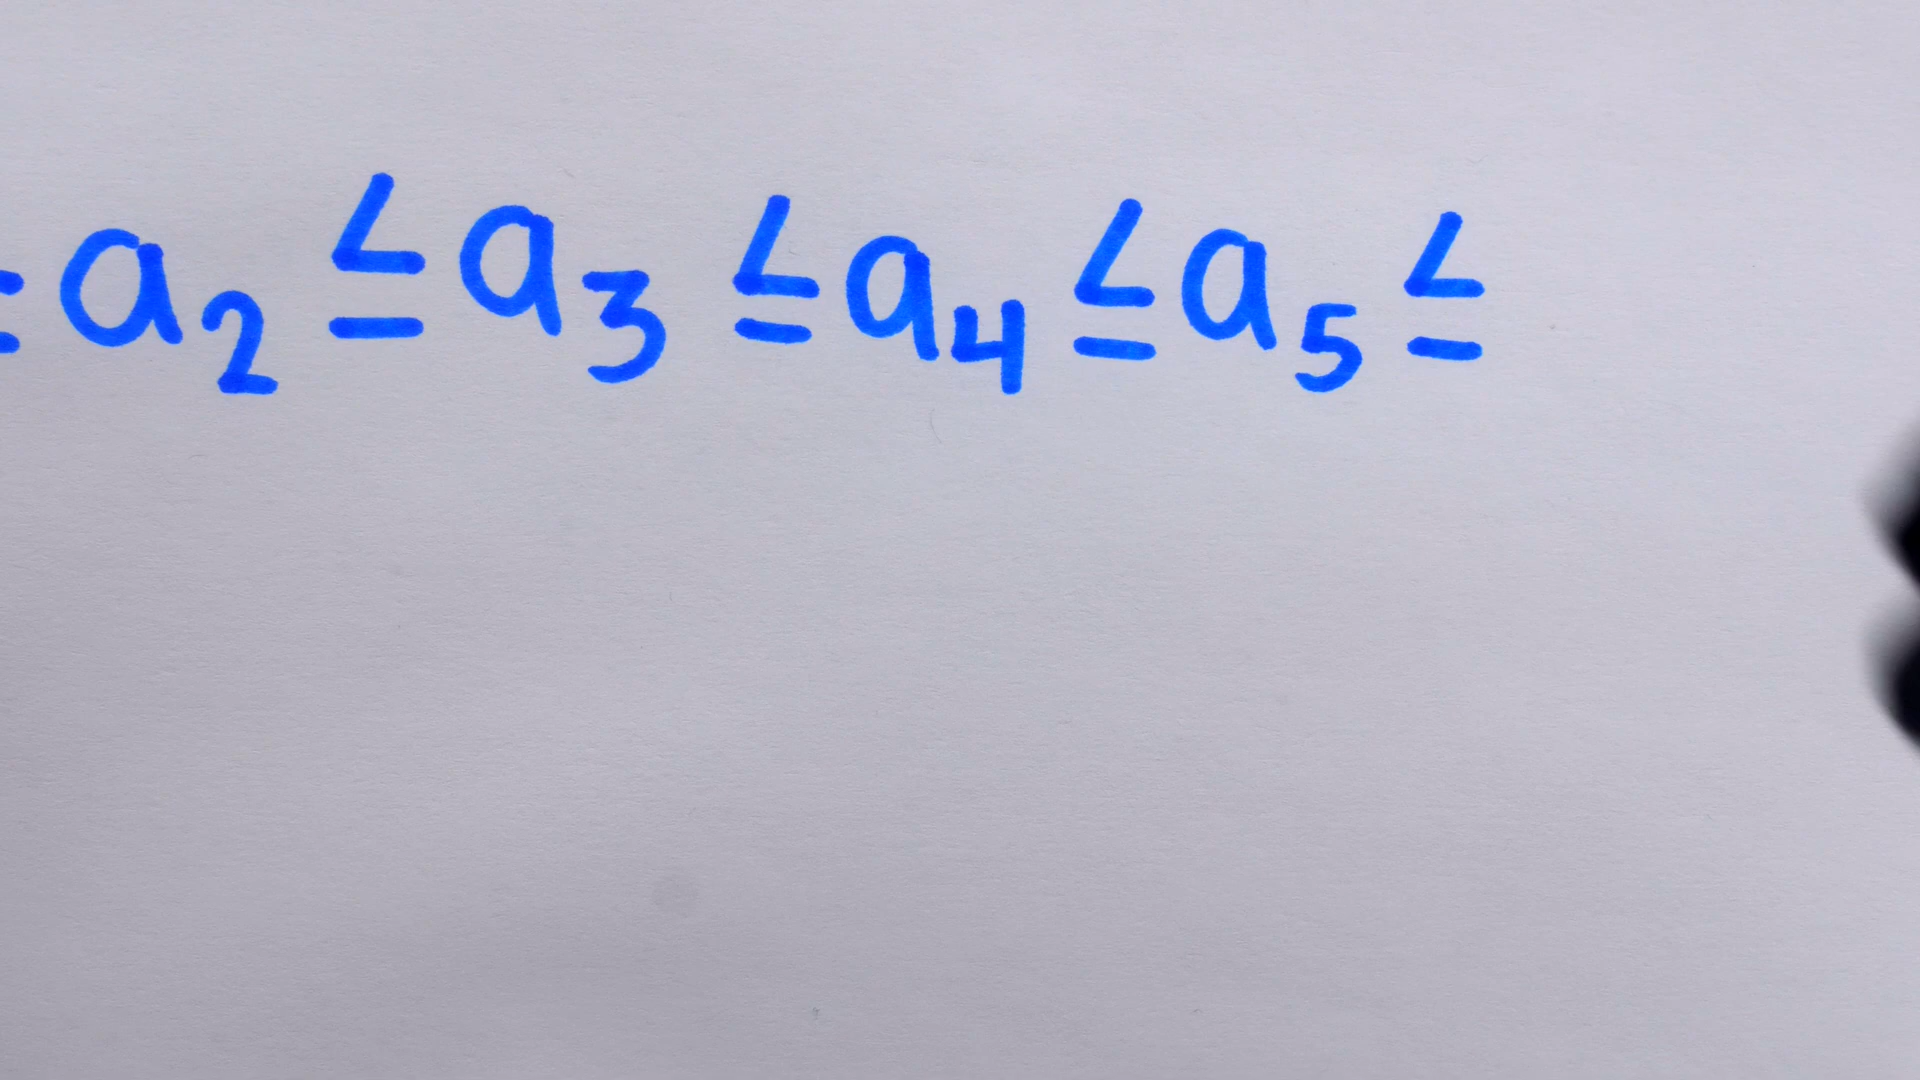 a₂ ≤ a₃ ≤ a₄ ≤ a₅ ≤